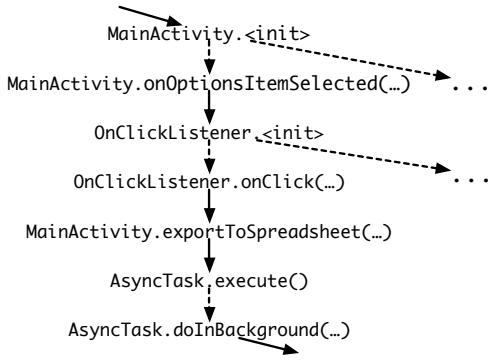 MainActivity.<init>
MainActivity.onOptionsItemSelected(…) ...
OnClickListener.<init>
OnClickListener.onClick(…) ...
MainActivity.exportToSpreadsheet(…)
AsyncTask.execute()
AsyncTask.doInBackground(…)